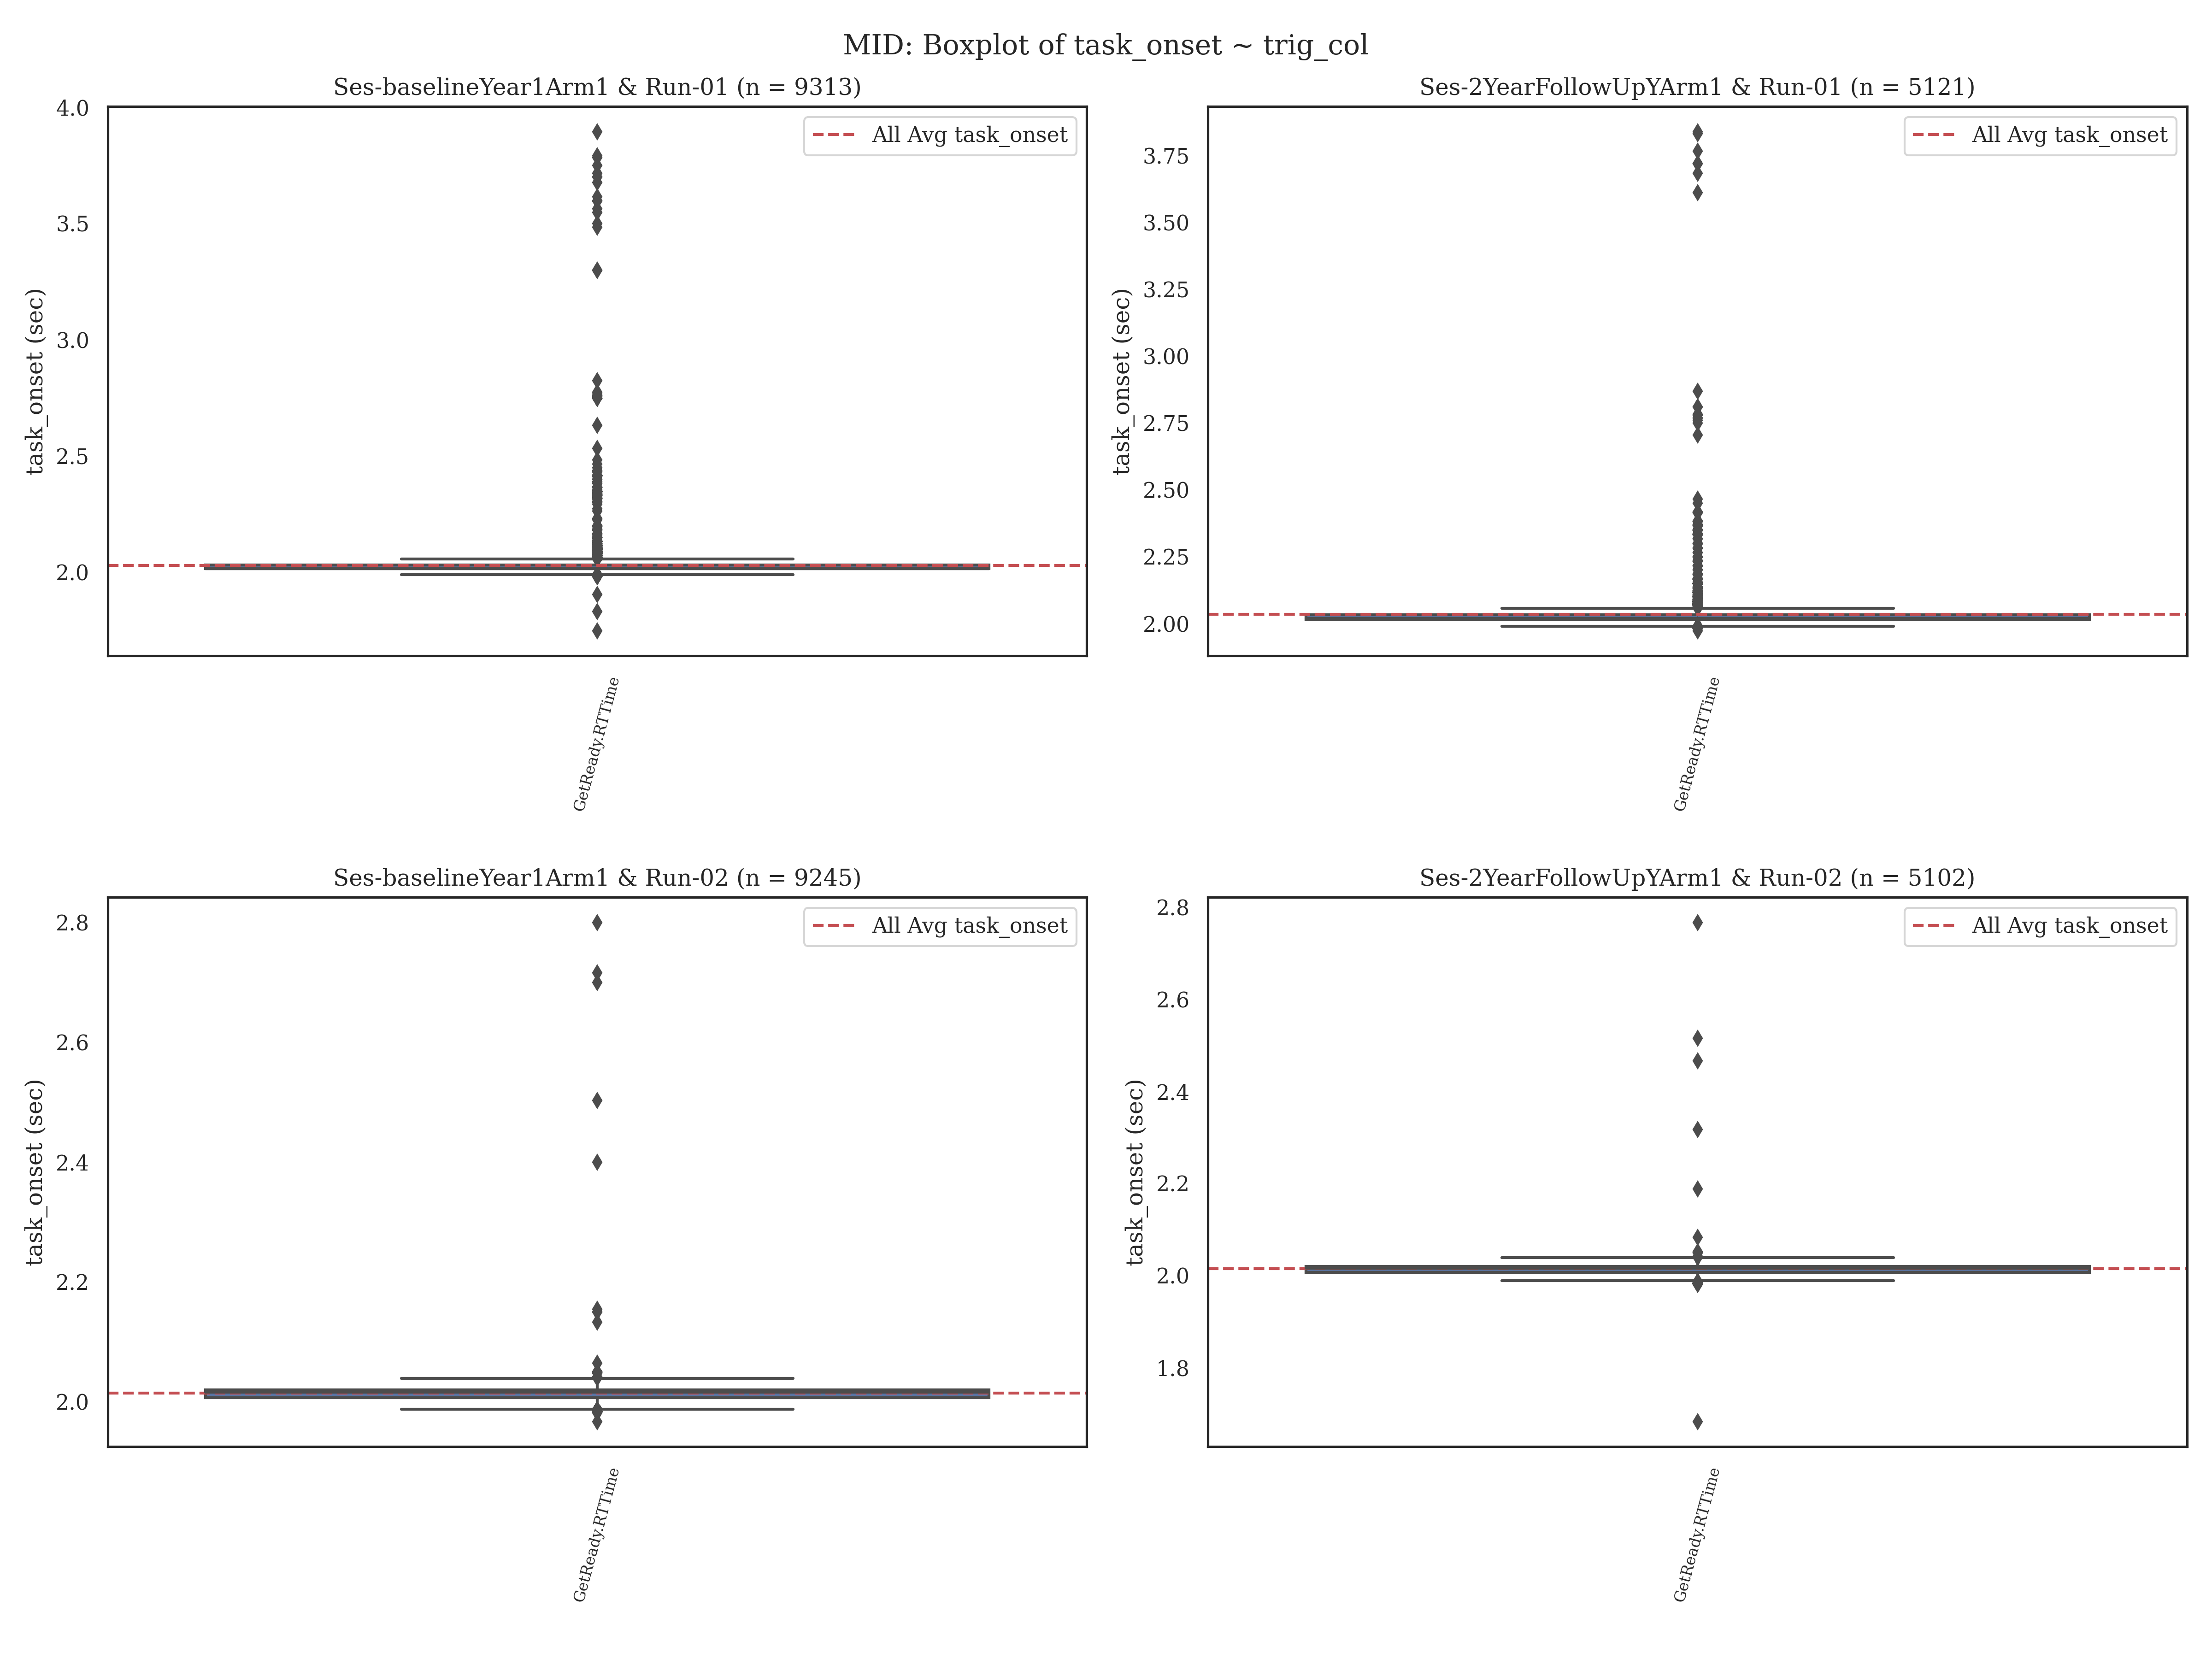 MID: Boxplot of task_onset ~ trig_col
Ses-baselineYear1Arm1 & Run-01 (n = 9313)
All Avg task_onset
4.0
3.5
3.0
2.5
2.0
task_onset (sec)
GetReady.RTTime
Ses-2YearFollowUpYArm1 & Run-01 (n = 5121)
All Avg task_onset
3.75
3.50
3.25
3.00
2.75
2.50
2.25
2.00
task_onset (sec)
GetReady.RTTime
Ses-baselineYear1Arm1 & Run-02 (n = 9245)
All Avg task_onset
2.8
2.6
2.4
2.2
2.0
task_onset (sec)
GetReady.RTTime
Ses-2YearFollowUpYArm1 & Run-02 (n = 5102)
All Avg task_onset
2.8
2.6
2.4
2.2
2.0
1.8
task_onset (sec)
GetReady.RTTime